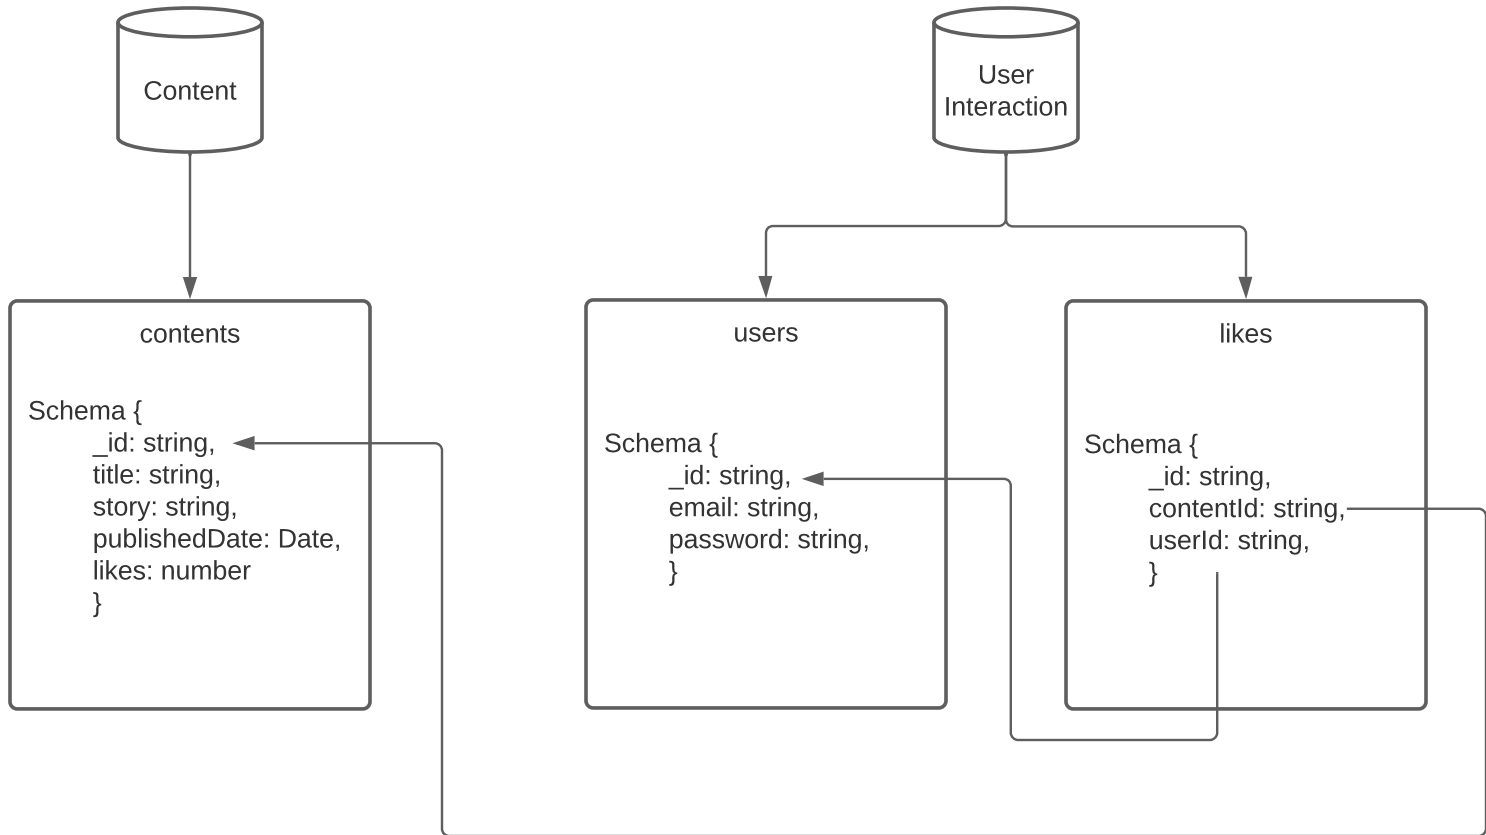 Content
User
Interaction
contents
Schema {
_id: string,
title: string,
story: string,
publishedDate: Date,
likes: number
}
users
Schema {
_id: string,
email: string,
password: string,
}
likes
Schema {
_id: string,
contentId: string,
userId: string,
}